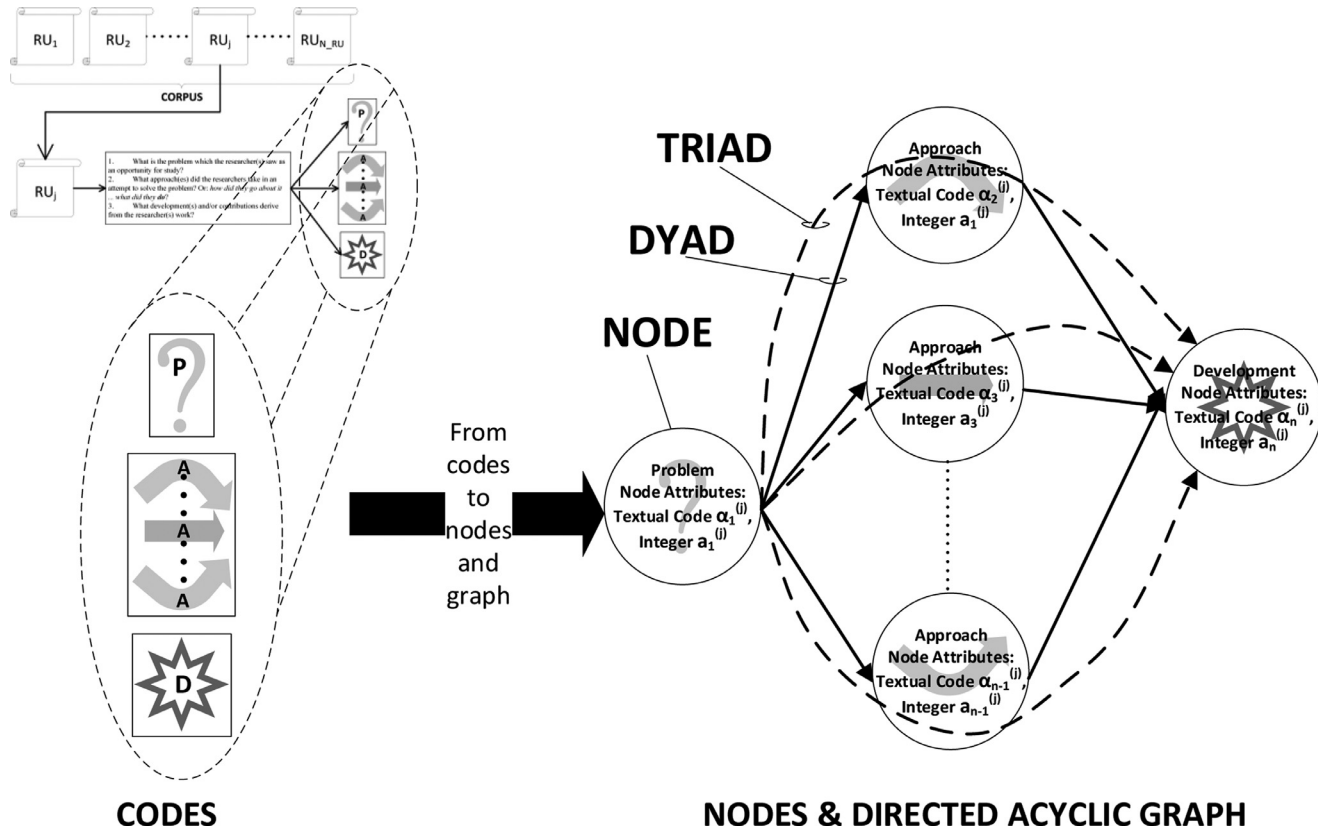 RU₁
RU₂
RUⱼ
RU_N_RU
CORPUS
RUⱼ
1. What is the problem which the researcher(s) saw as
an opportunity for study?
2. What approach(es) did the researchers take in an
attempt to solve the problem? Or: how did they go about it
... what did they do?
3. What development(s) and/or contributions derive
from the researcher(s) work?
P
A
A
A
D
P
A
A
A
D
CODES
From
codes
to
nodes
and
graph
TRIAD
DYAD
NODE
Problem
Node Attributes:
Textual Code α₁⁽ʲ⁾,
Integer a₁⁽ʲ⁾
Approach
Node Attributes:
Textual Code α₂⁽ʲ⁾,
Integer a₁⁽ʲ⁾
Approach
Node Attributes:
Textual Code α₃⁽ʲ⁾,
Integer a₃⁽ʲ⁾
Approach
Node Attributes:
Textual Code αₙ₋₁⁽ʲ⁾,
Integer aₙ₋₁⁽ʲ⁾
Development
Node Attributes:
Textual Code αₙ⁽ʲ⁾,
Integer aₙ⁽ʲ⁾
NODES & DIRECTED ACYCLIC GRAPH